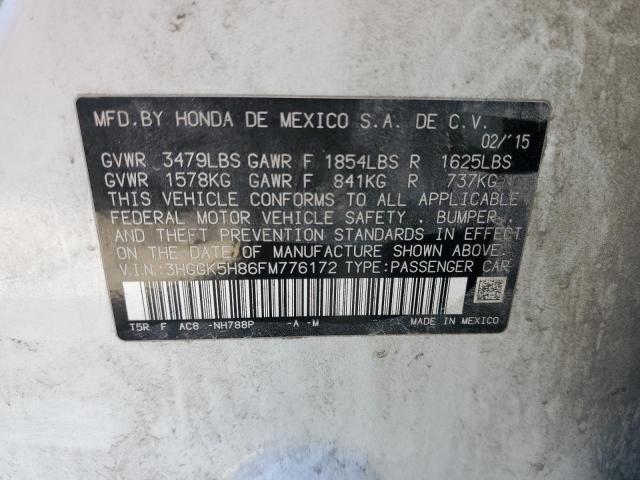 MFD.BY HONDA DE MEXICO S.A. DE C.V.
02/'15
GVWR 3479LBS GAWR F 1854LBS R 1625LBS
GVWR 1578KG GAWR F 841KG R 737KG
THIS VEHICLE CONFORMS TO ALL APPLICABLE
FEDERAL MOTOR VEHICLE SAFETY , BUMPER ,
AND THEFT PREVENTION STANDARDS IN EFFECT
ON THE DATE OF MANUFACTURE SHOWN ABOVE.
V.I.N:3HGGK5H86FM776172 TYPE:PASSENGER CAR
T5R F AC8 -NH788P -A -M MADE IN MEXICO